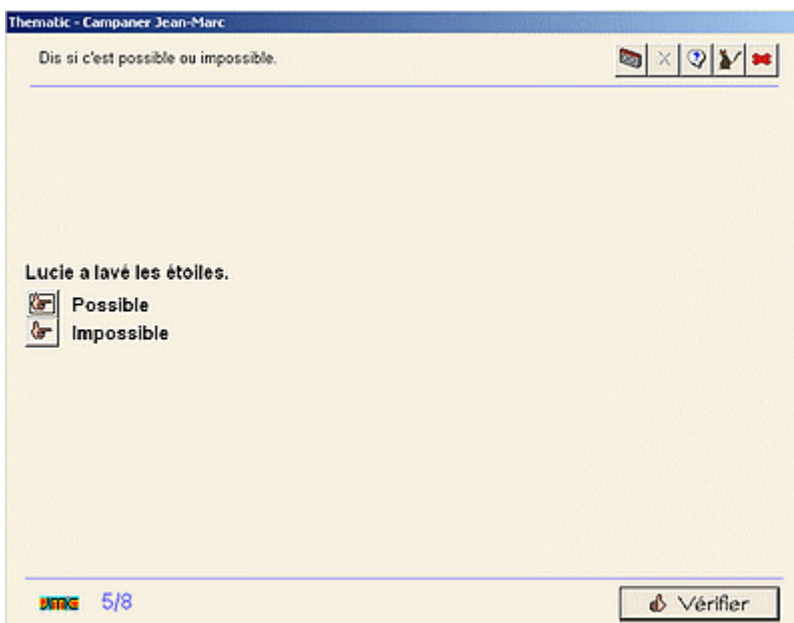 Thematic - Campaner Jean-Marc
Dis si c'est possible ou impossible.
Lucie a lavé les étoiles.
Possible
Impossible
JMC 5/8
Vérifier